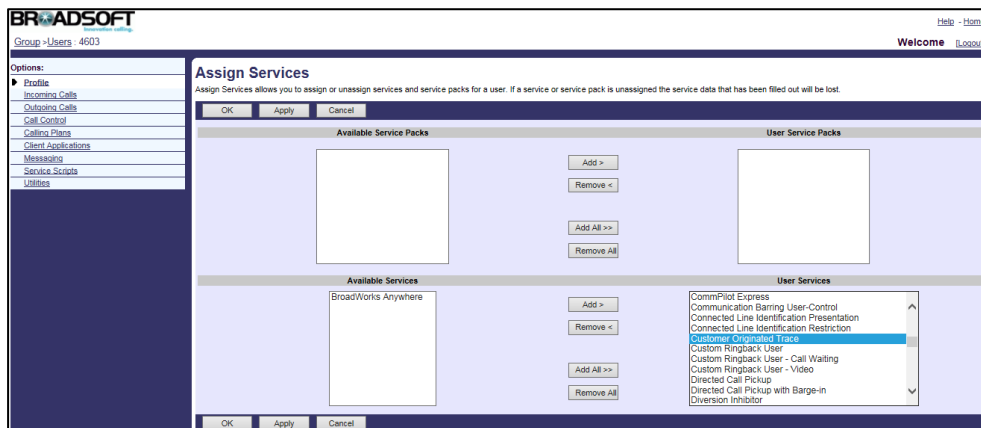 BROADSOFT
Innovative calling.
Help - Hom
Group >Users : 4603
Welcome [Logou
Options:
Profile
Incoming Calls
Outgoing Calls
Call Control
Calling Plans
Client Applications
Messaging
Service Scripts
Utilities
Assign Services
Assign Services allows you to assign or unassign services and service packs for a user. If a service or service pack is unassigned the service data that has been filled out will be lost.
OK Apply Cancel
Available Service Packs User Service Packs
Add >
Remove <
Add All >>
Remove All
Available Services User Services
BroadWorks Anywhere
Add >
Remove <
Add All >>
Remove All
CommPilot Express
Communication Barring User-Control
Connected Line Identification Presentation
Connected Line Identification Restriction
Customer Originated Trace
Custom Ringback User
Custom Ringback User - Call Waiting
Custom Ringback User - Video
Directed Call Pickup
Directed Call Pickup with Barge-in
Diversion Inhibitor
OK Apply Cancel